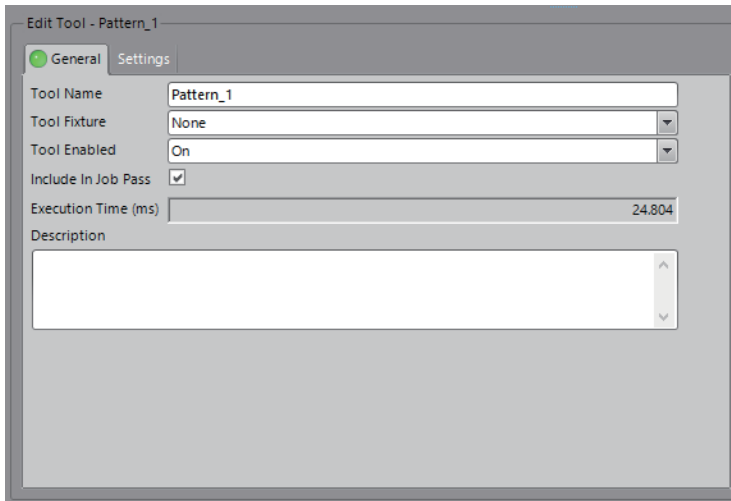 Edit Tool - Pattern_1
General Settings
Tool Name Pattern_1
Tool Fixture None
Tool Enabled On
Include In Job Pass
Execution Time (ms) 24.804
Description